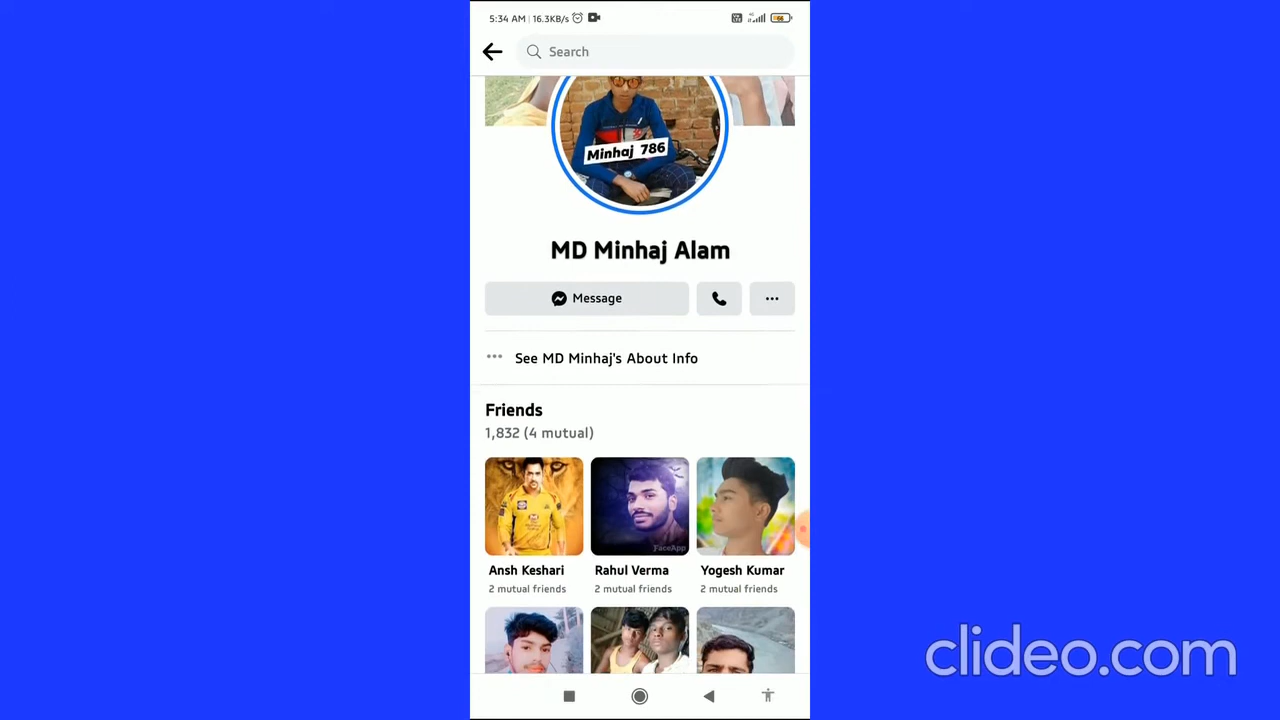 5:34 AM | 16.3KB/s
66
Search
Minhaj 786
MD Minhaj Alam
Message
See MD Minhaj's About Info
Friends
1,832 (4 mutual)
FaceApp
Ansh Keshari
Rahul Verma
Yogesh Kumar
2 mutual friends
2 mutual friends
2 mutual friends
clideo.com